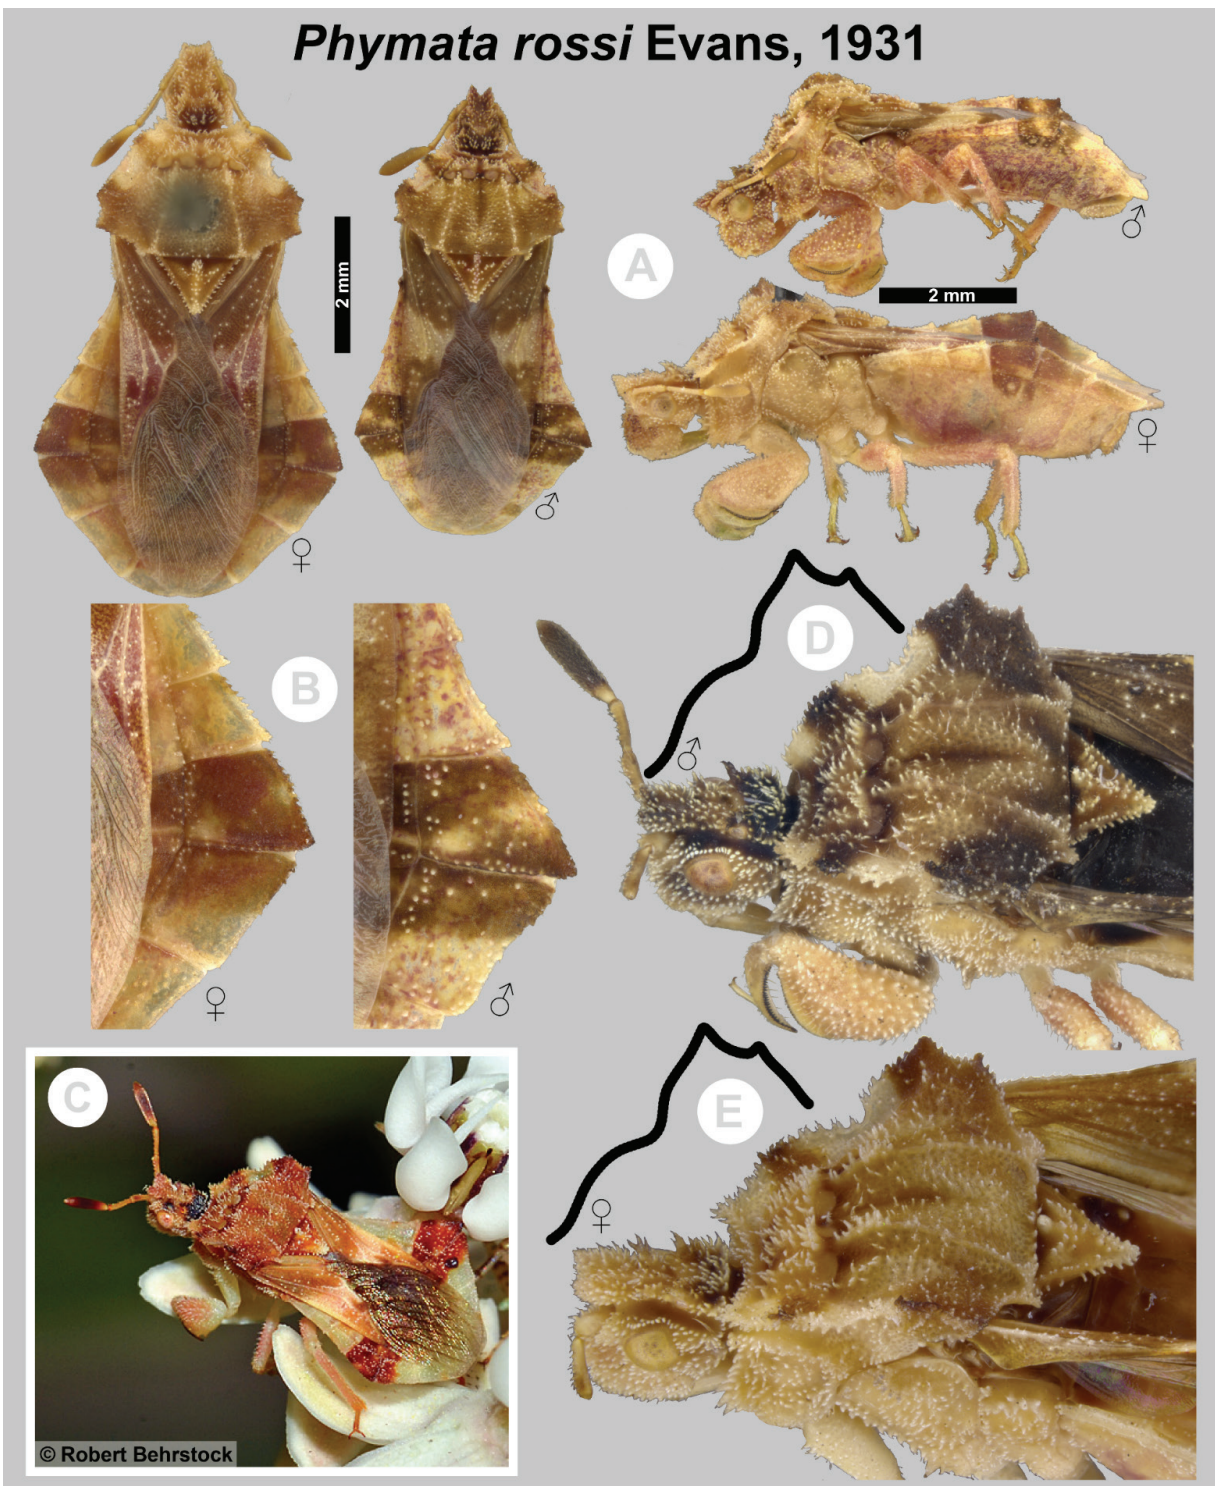 Phymata rossi Evans, 1931
♂
A
2 mm
2 mm
♀
♂
♀
B
D
♂
♀
♂
C
E
♀
© Robert Behrstock